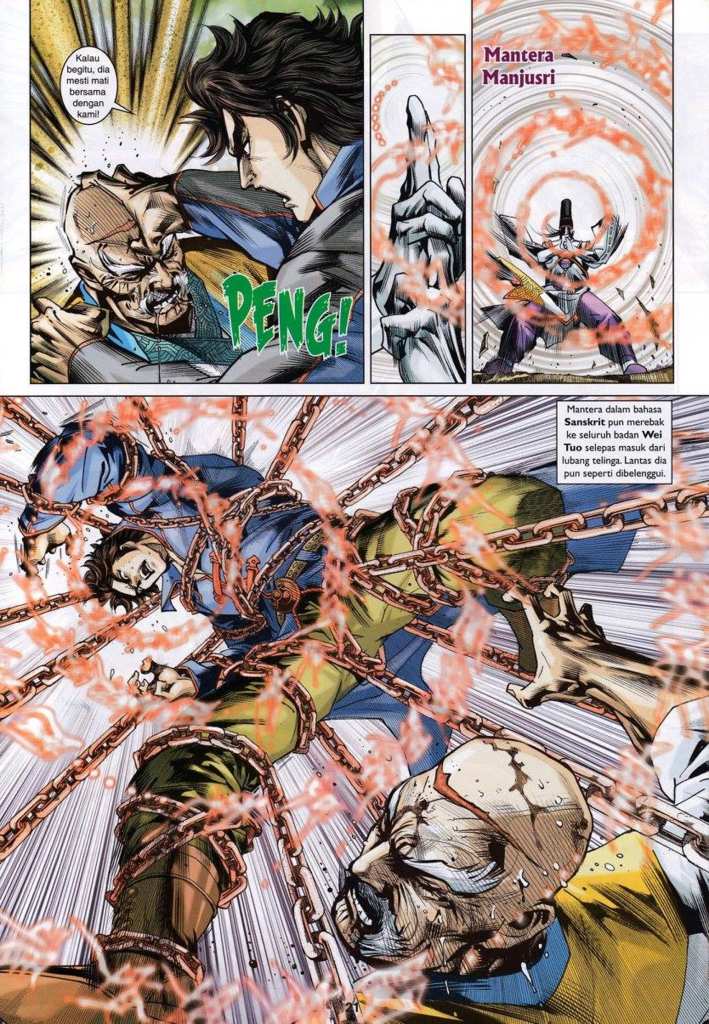 Kalau
begitu, dia
mesti mati
bersama
dengan
kami!
PENG!
Mantera
Manjusri
Mantera dalam bahasa
Sanskrit pun merebak
ke seluruh badan Wei
Tuo selepas masuk dari
lubang telinga. Lantas dia
pun seperti dibelenggui.
21